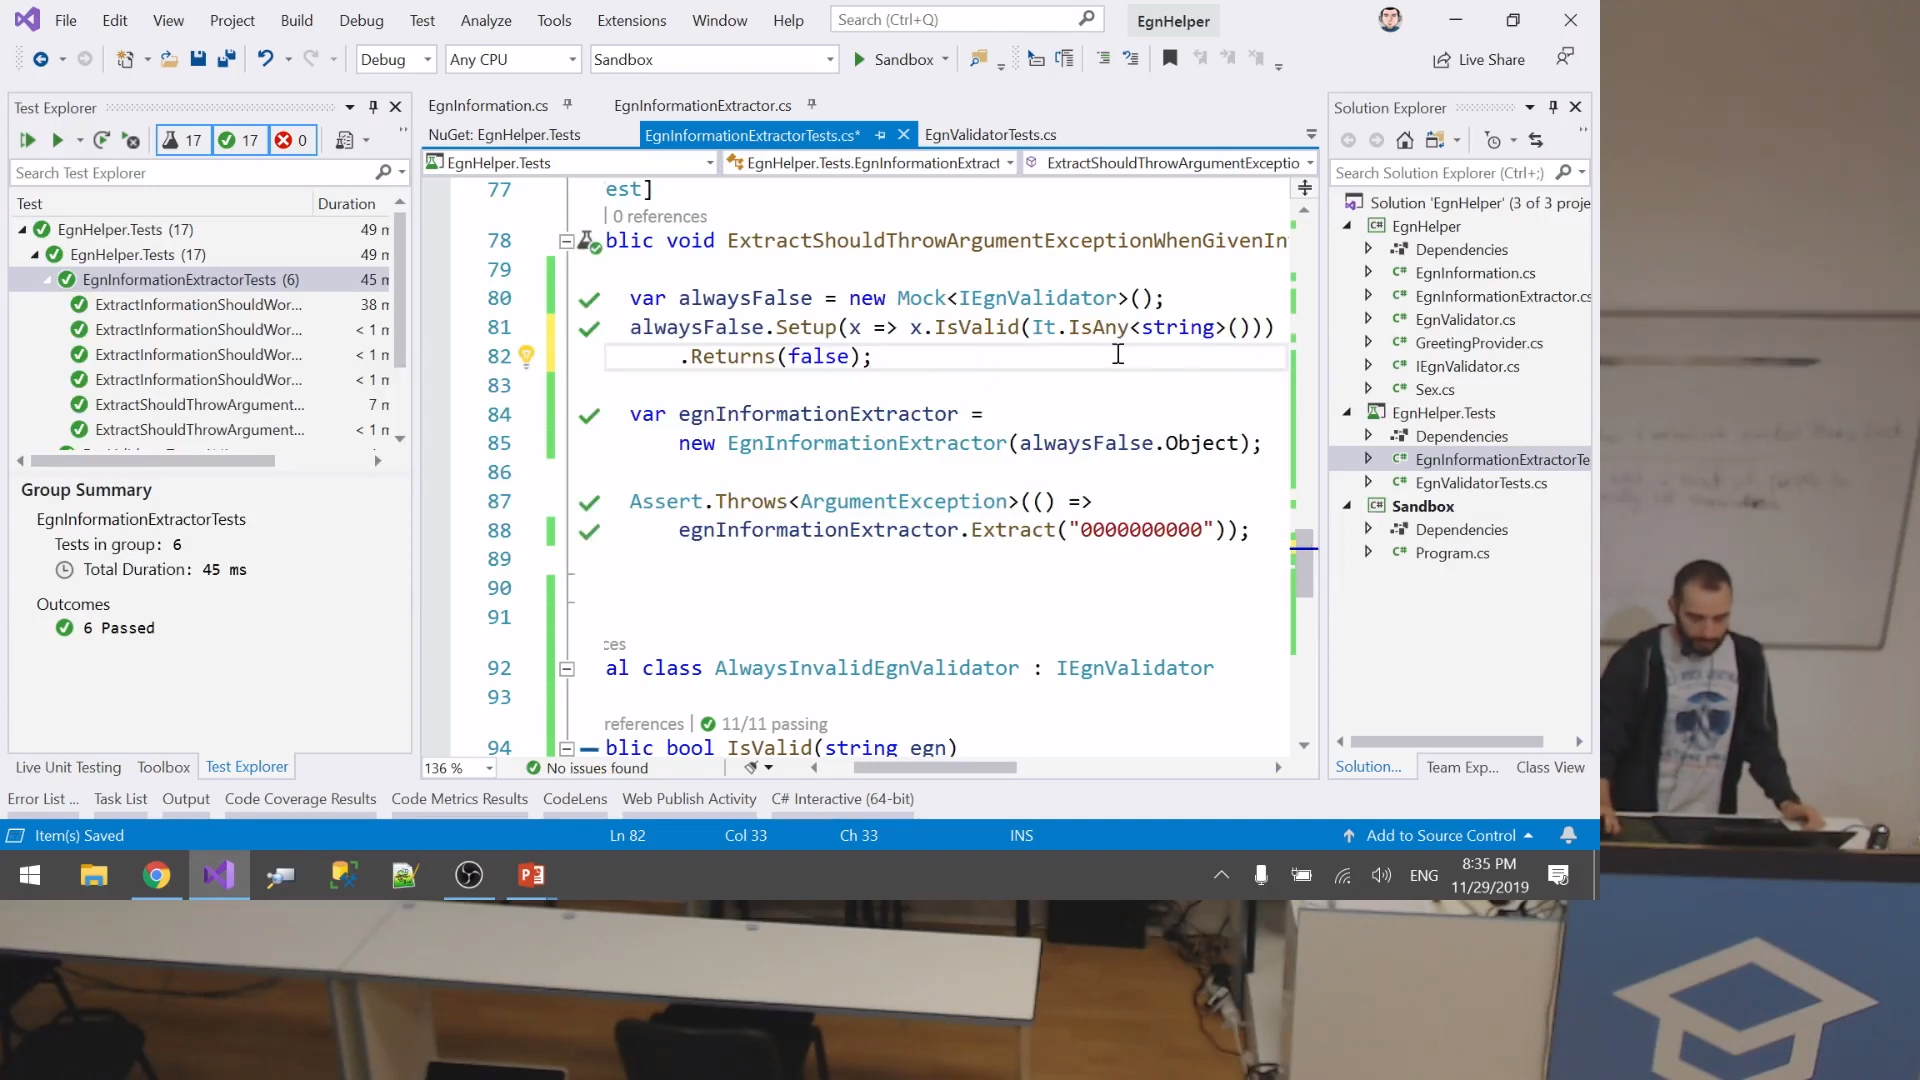 File Edit View Project Build Debug Test Analyze Tools Extensions Window Help Search (Ctrl+Q) EgnHelper
Debug Any CPU Sandbox Sandbox Live Share
Test Explorer
17 17 0
Search Test Explorer
Test Duration
EgnHelper.Tests (17) 49 m
EgnHelper.Tests (17) 49 m
EgnInformationExtractorTests (6) 45 m
ExtractInformationShouldWor... 38 m
ExtractInformationShouldWor... < 1 m
ExtractInformationShouldWor... < 1 m
ExtractInformationShouldWor... < 1 m
ExtractShouldThrowArgument... 7 m
ExtractShouldThrowArgument... < 1 m
Group Summary
EgnInformationExtractorTests
Tests in group: 6
Total Duration: 45 ms
Outcomes
6 Passed
Live Unit Testing Toolbox Test Explorer
EgnInformation.cs EgnInformationExtractor.cs
NuGet: EgnHelper.Tests EgnInformationExtractorTests.cs* EgnValidatorTests.cs
EgnHelper.Tests EgnHelper.Tests.EgnInformationExtract ExtractShouldThrowArgumentExceptio
77 est]
0 references
78 blic void ExtractShouldThrowArgumentExceptionWhenGivenIn
79
80 var alwaysFalse = new Mock<IEgnValidator>();
81 alwaysFalse.Setup(x => x.IsValid(It.IsAny<string>()))
82 .Returns(false);
83
84 var egnInformationExtractor =
85 new EgnInformationExtractor(alwaysFalse.Object);
86
87 Assert.Throws<ArgumentException>(() =>
88 egnInformationExtractor.Extract("0000000000"));
89
90
91
ces
92 al class AlwaysInvalidEgnValidator : IEgnValidator
93
references | 11/11 passing
94 blic bool IsValid(string egn)
136 % No issues found
Solution Explorer
Search Solution Explorer (Ctrl+;)
Solution 'EgnHelper' (3 of 3 proje
EgnHelper
Dependencies
EgnInformation.cs
EgnInformationExtractor.cs
EgnValidator.cs
GreetingProvider.cs
IEgnValidator.cs
Sex.cs
EgnHelper.Tests
Dependencies
EgnInformationExtractorTe
EgnValidatorTests.cs
Sandbox
Dependencies
Program.cs
Solution... Team Exp... Class View
Error List ... Task List Output Code Coverage Results Code Metrics Results CodeLens Web Publish Activity C# Interactive (64-bit)
Item(s) Saved Ln 82 Col 33 Ch 33 INS Add to Source Control
ENG 8:35 PM
11/29/2019